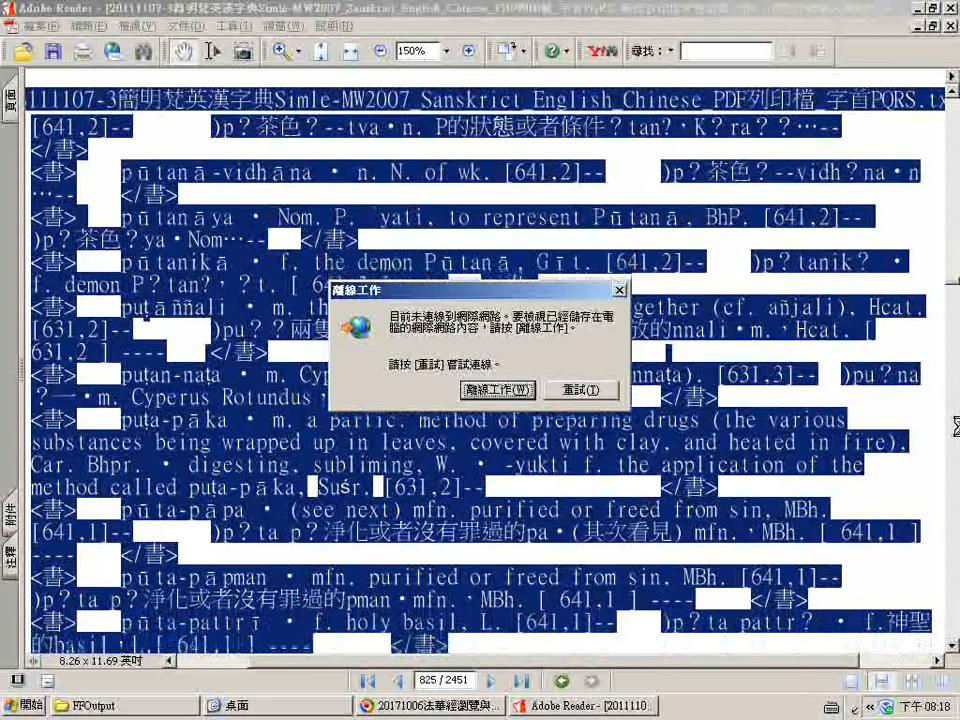 Adobe Reader - [20111107-3簡明梵英漢字典Simle-MW2007_Sanskrict_English_Chinese_PDF列印檔_字首PQRS.
檔案(F) 編輯(E) 檢視(V) 文件(D) 工具(T) 視窗(W) 說明(H)
150% 尋找：
頁面
111107-3簡明梵英漢字典Simle-MW2007_Sanskrict_English_Chinese_PDF列印檔_字首PQRS.tx
[641,2]-- )p？茶色？--tva‧n. P的狀態或者條件？tan?，K？ra？？…--
</書>
<書> pūtanā-vidhāna ‧ n. N. of wk. [641,2]-- )p？茶色？--vidh？na‧n
…-- </書>
<書> pūtanāya ‧ Nom. P. ˚yati, to represent Pūtanā, BhP. [641,2]--
)p？茶色？ya‧Nom…-- </書>
<書> pūtanikā ‧ f. the demon Pūtanā, Gīt. [641,2]-- )p？tanik？ ‧
f. demon P？tan?，？t. [ 6
<書> puṭāññali ‧ m. th gether (cf. añjali), Hcat.
[631,2]-- )pu？？兩隻 放的nnali‧m.，Hcat. [
631,2 ] ---- </書>
<書> puṭan-naṭa ‧ m. Cyp nnaṭa). [631,3]-- )pu？na
？一‧m. Cyperus Rotundus </書>
<書> puṭa-pāka ‧ m. a partic. method of preparing drugs (the various
substances being wrapped up in leaves, covered with clay, and heated in fire),
Car. Bhpr. ‧ digesting, subliming, W. ‧ -yukti f. the application of the
method called puṭa-pāka, Suśr. [631,2]-- </書>
<書> pūta-pāpa ‧ (see next) mfn. purified or freed from sin, MBh.
[641,1]-- )p？ta p？淨化或者沒有罪過的pa‧(其次看見) mfn.，MBh. [ 641,1 ]
---- </書>
<書> pūta-pāpman ‧ mfn. purified or freed from sin. MBh. [641,1]--
)p？ta p？淨化或者沒有罪過的pman‧mfn.，MBh. [ 641,1 ] ---- </書>
<書> pūta-pattrī ‧ f. holy basil, L. [641,1]-- )p？ta pattr？ ‧ f.神聖
的basil，l. [ 641,1 ] ---- </書>
離線工作
目前未連線到網際網路。要檢視已經儲存在電
腦的網際網路內容，請按 [離線工作]。
請按 [重試] 嘗試連線。
離線工作(W) 重試(T)
附件
注釋
8.26 x 11.69 英吋
825 / 2451
開始 FFOutput 桌面 20171006法華經瀏覽與... Adobe Reader - [2011110... 下午 08:18